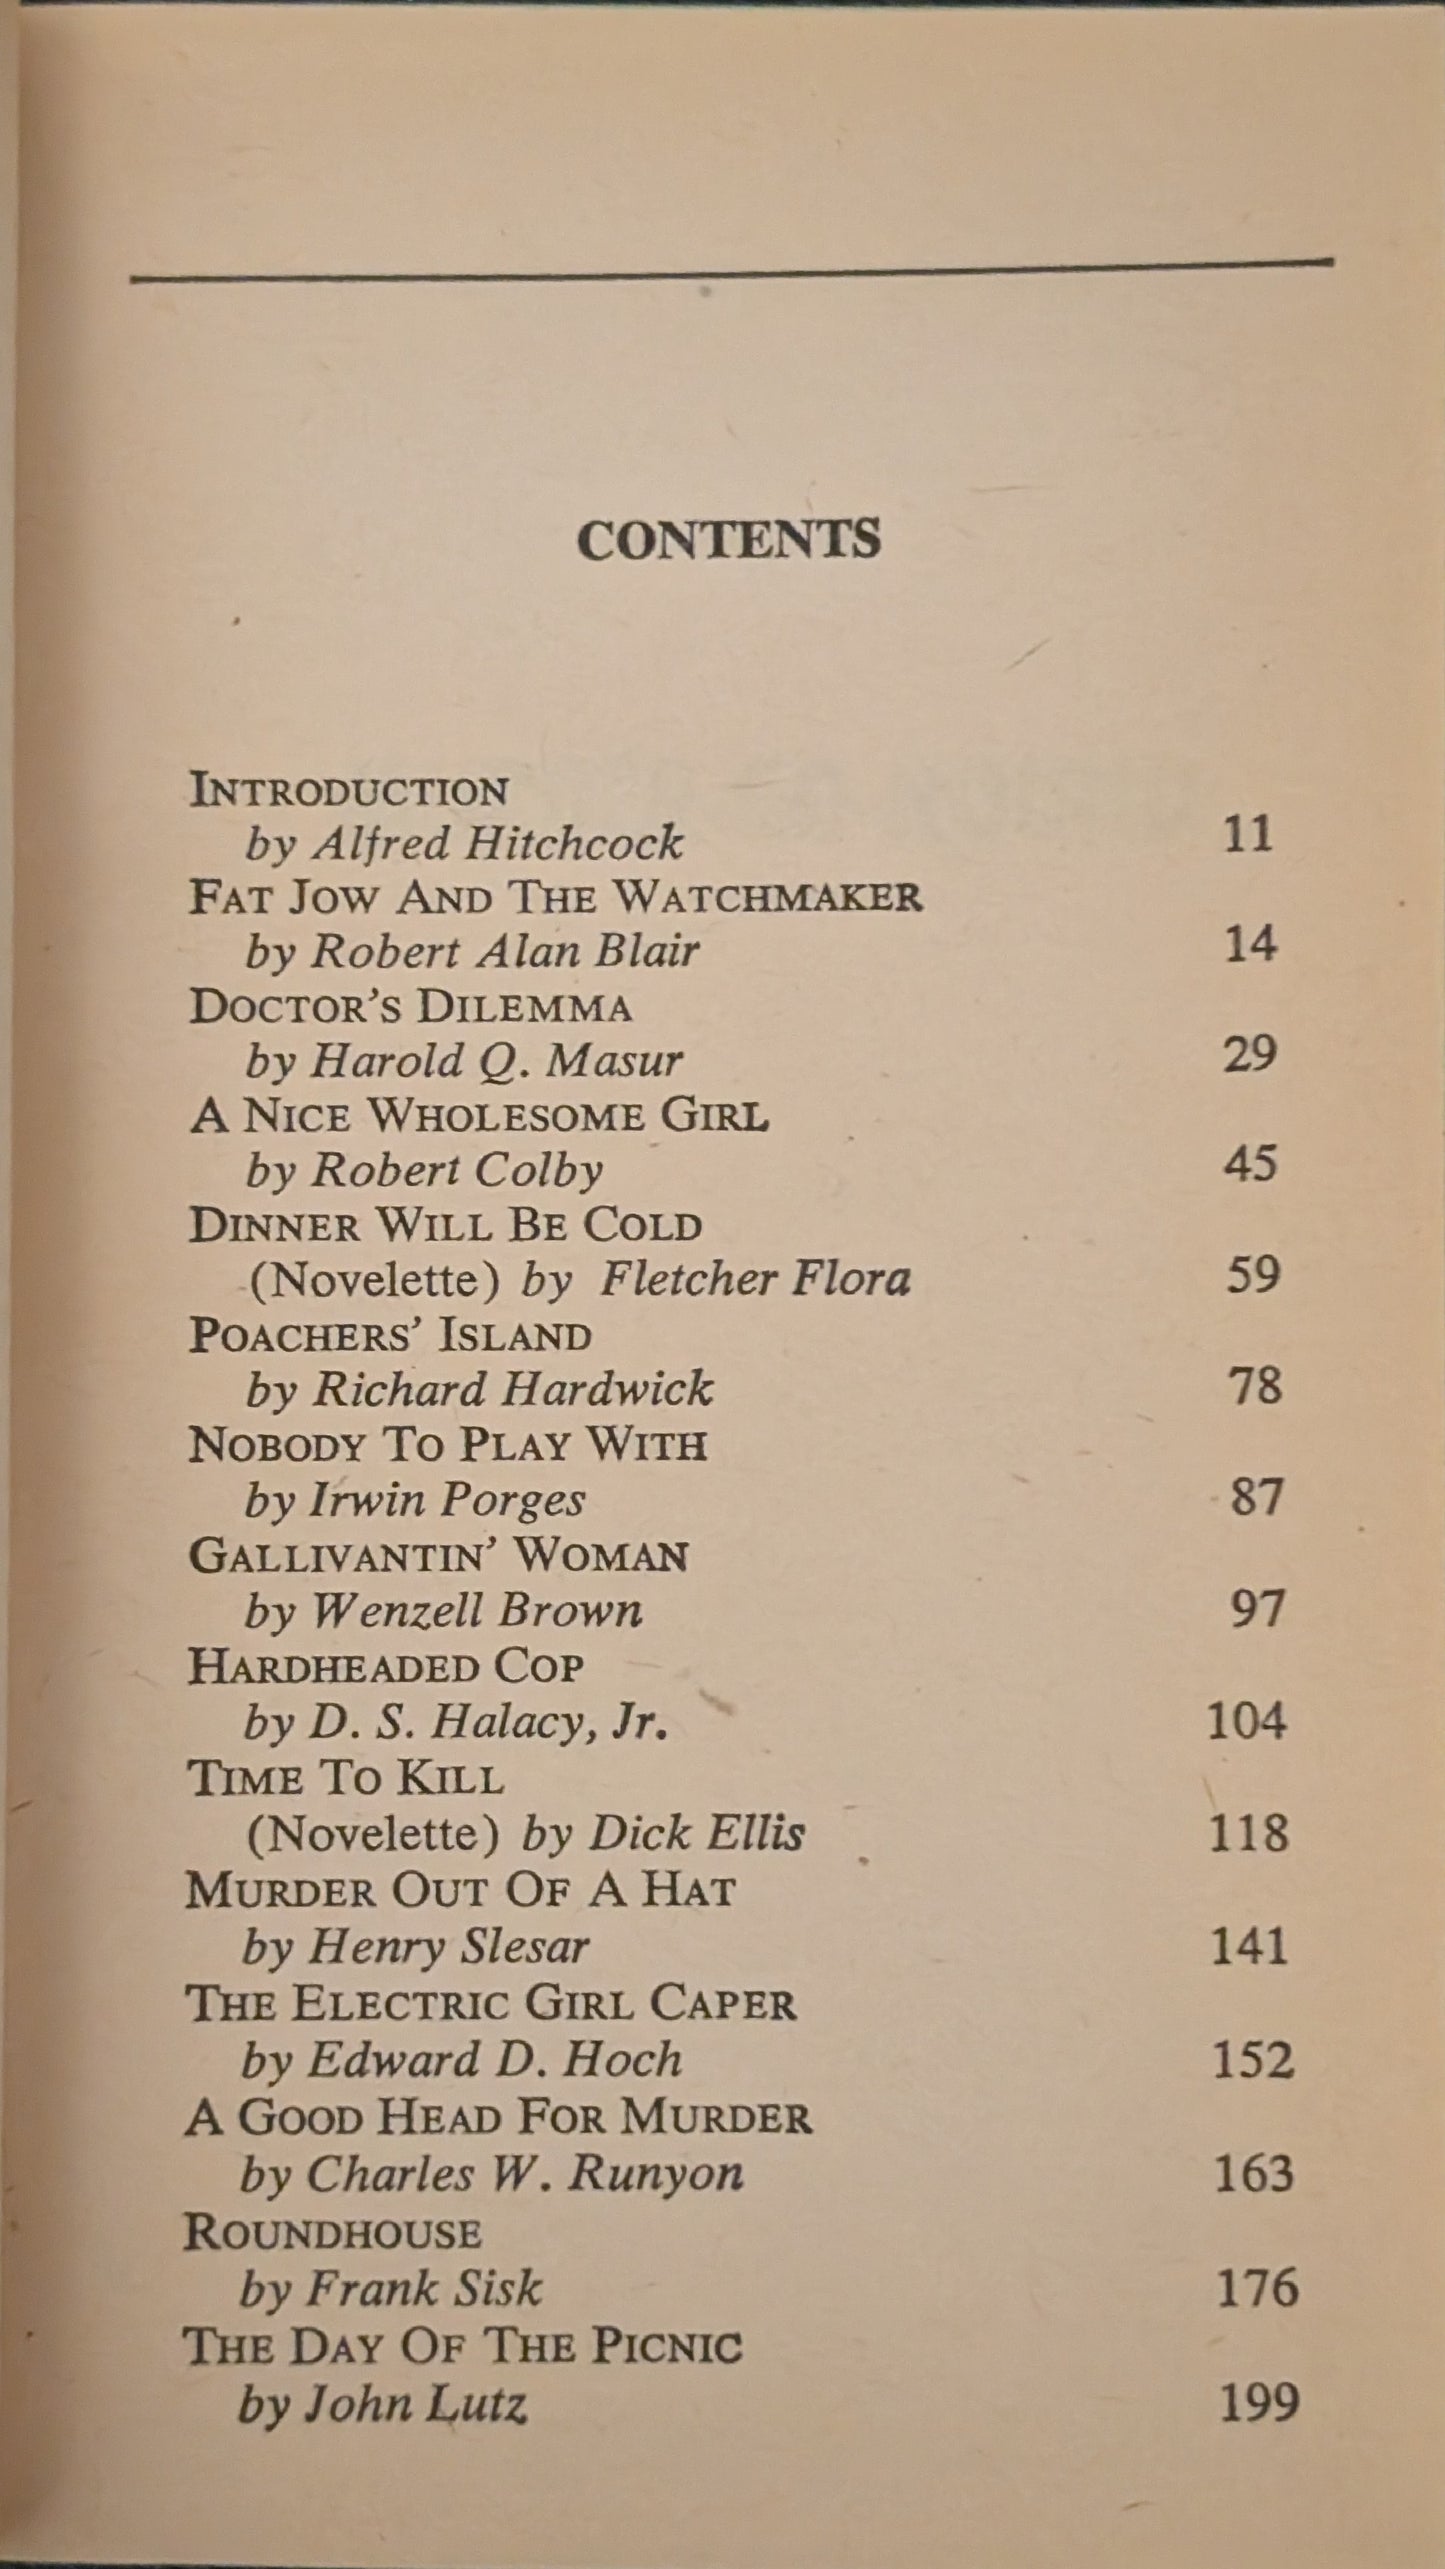 CONTENTS
INTRODUCTION
by Alfred Hitchcock 11
FAT JOW AND THE WATCHMAKER
by Robert Alan Blair 14
DOCTOR'S DILEMMA
by Harold Q. Masur 29
A NICE WHOLESOME GIRL
by Robert Colby 45
DINNER WILL BE COLD
(Novelette) by Fletcher Flora 59
POACHERS' ISLAND
by Richard Hardwick 78
NOBODY TO PLAY WITH
by Irwin Porges 87
GALLIVANTIN' WOMAN
by Wenzell Brown 97
HARDHEADED COP
by D. S. Halacy, Jr. 104
TIME TO KILL
(Novelette) by Dick Ellis 118
MURDER OUT OF A HAT
by Henry Slesar 141
THE ELECTRIC GIRL CAPER
by Edward D. Hoch 152
A GOOD HEAD FOR MURDER
by Charles W. Runyon 163
ROUNDHOUSE
by Frank Sisk 176
THE DAY OF THE PICNIC
by John Lutz 199